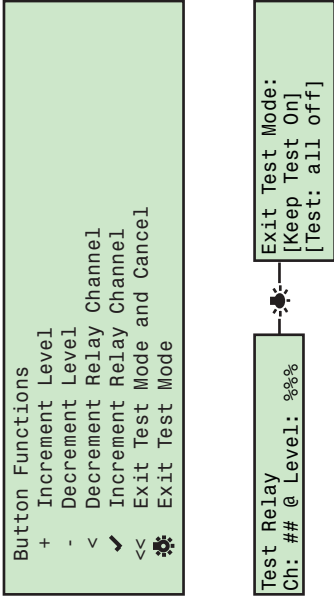 Button Functions
+ Increment Level
- Decrement Level
< Decrement Relay Channel
✔ Increment Relay Channel
<< Exit Test Mode and Cancel
Exit Test Mode
Test Relay
Ch: ## @ Level: %%%
Exit Test Mode:
[Keep Test On]
[Test: all off]